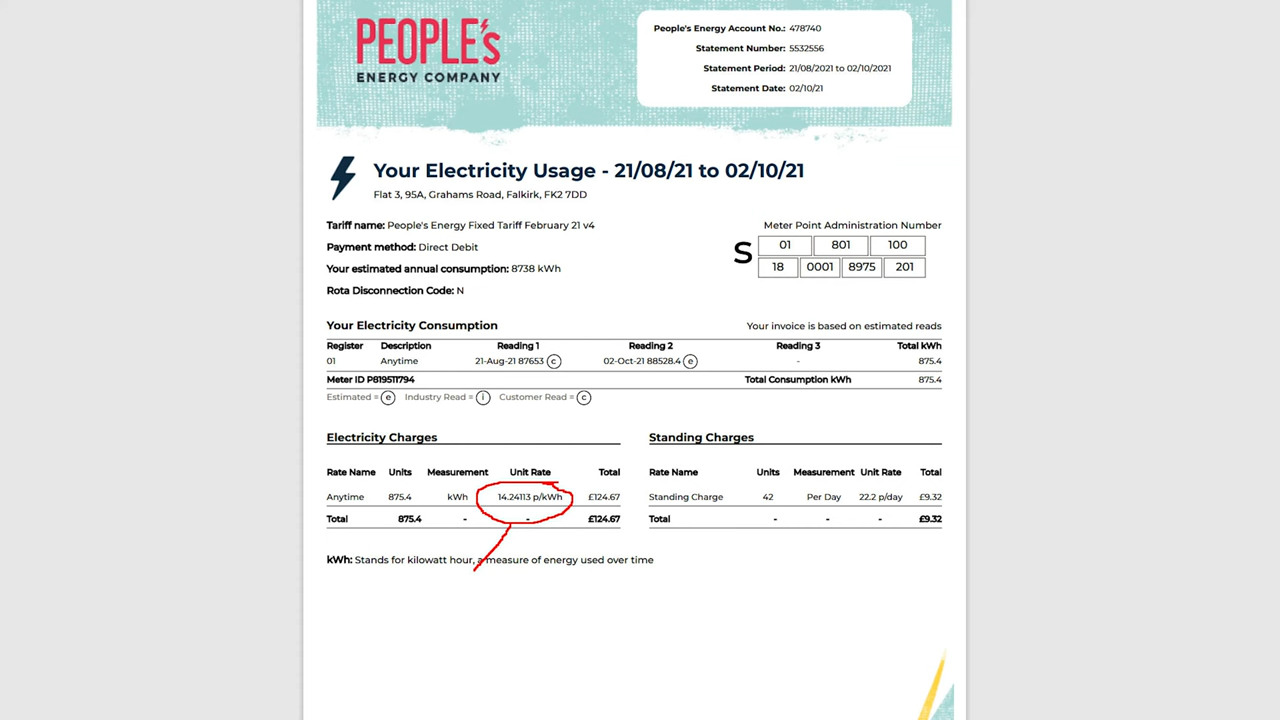 PEOPLE's
ENERGY COMPANY
People's Energy Account No.: 478740
Statement Number: 5532556
Statement Period: 21/08/2021 to 02/10/2021
Statement Date: 02/10/21
Your Electricity Usage - 21/08/21 to 02/10/21
Flat 3, 95A, Grahams Road, Falkirk, FK2 7DD
Tariff name: People's Energy Fixed Tariff February 21 v4
Meter Point Administration Number
Payment method: Direct Debit
S 01 801 100
Your estimated annual consumption: 8738 kWh
18 0001 8975 201
Rota Disconnection Code: N
Your Electricity Consumption
Your invoice is based on estimated reads
Register Description Reading 1 Reading 2 Reading 3 Total kWh
01 Anytime 21-Aug-21 87653 c 02-Oct-21 88528.4 e - 875.4
Meter ID P819511794 Total Consumption kWh 875.4
Estimated = e Industry Read = i Customer Read = c
Electricity Charges
Rate Name Units Measurement Unit Rate Total
Anytime 875.4 kWh 14.24113 p/kWh £124.67
Total 875.4 - - £124.67
Standing Charges
Rate Name Units Measurement Unit Rate Total
Standing Charge 42 Per Day 22.2 p/day £9.32
Total - - - £9.32
kWh: Stands for kilowatt hour, a measure of energy used over time